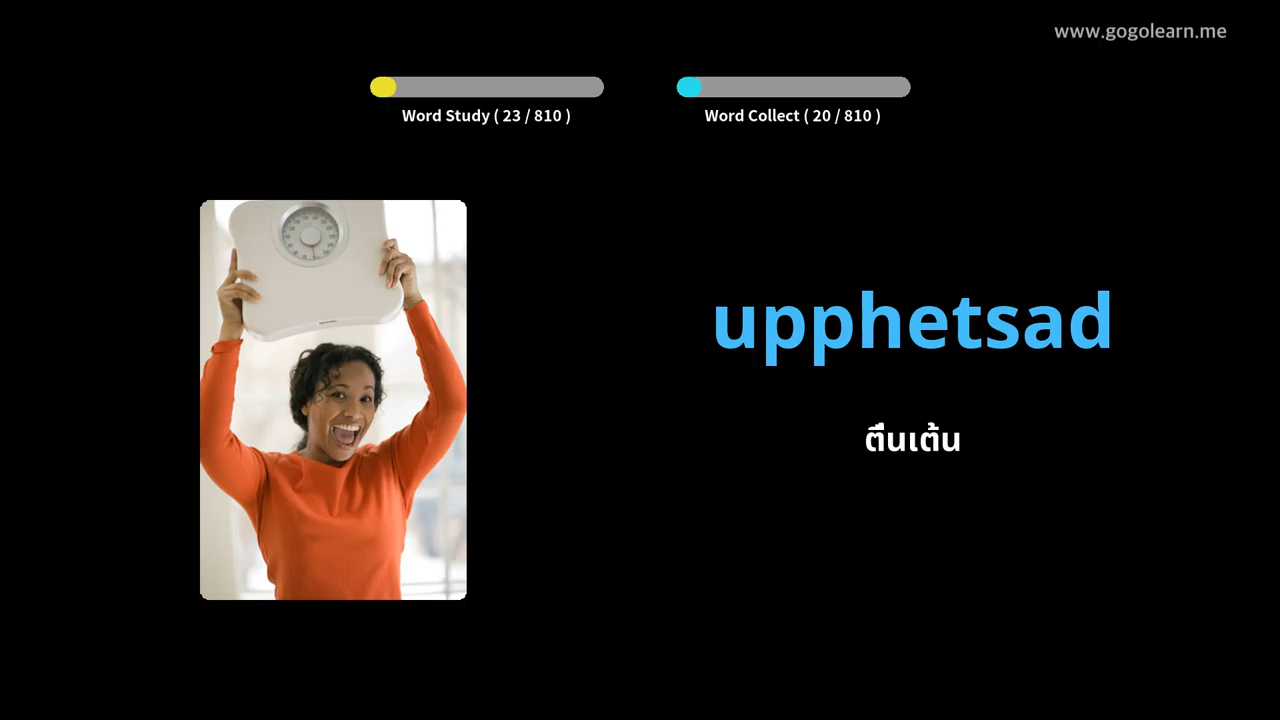 www.gogolearn.me
Word Study ( 23 / 810 )
Word Collect ( 20 / 810 )
upphetsad
ตื่นเต้น